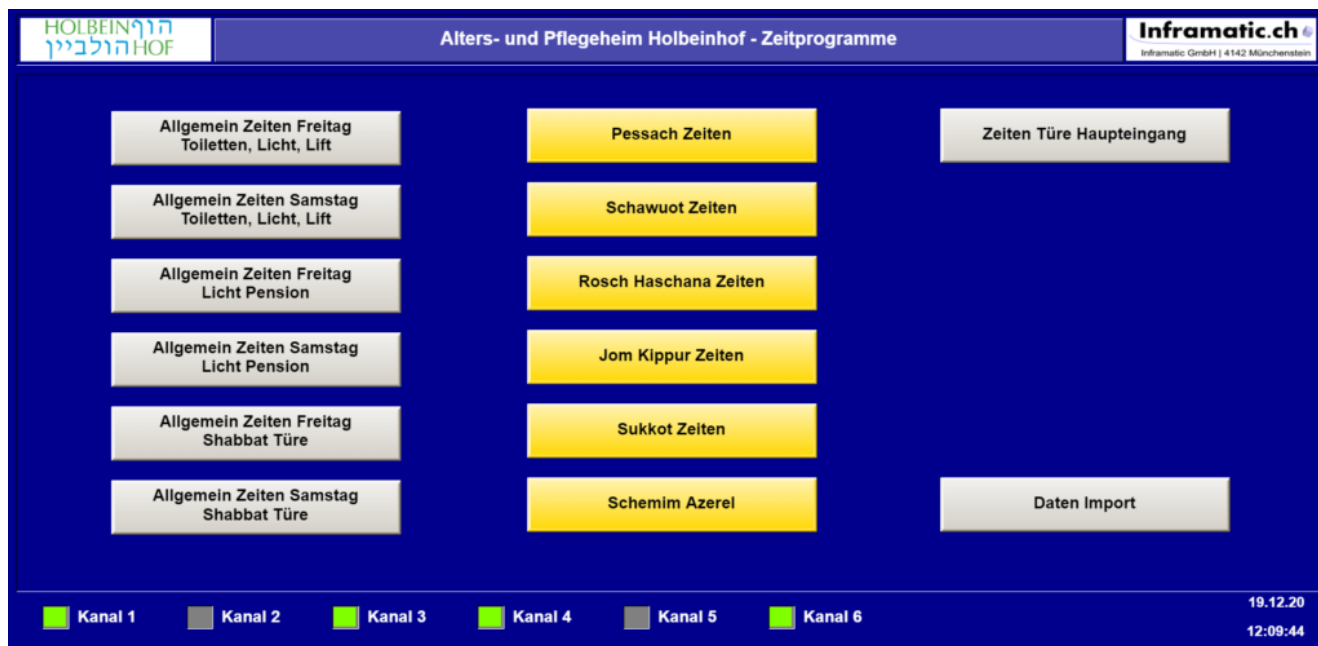 HOLBEINהוף
הולבייןHOF
Alters- und Pflegeheim Holbeinhof - Zeitprogramme
Inframatic.ch
Inframatic GmbH | 4142 Münchenstein
Allgemein Zeiten Freitag
Toiletten, Licht, Lift
Pessach Zeiten
Zeiten Türe Haupteingang
Allgemein Zeiten Samstag
Toiletten, Licht, Lift
Schawuot Zeiten
Allgemein Zeiten Freitag
Licht Pension
Rosch Haschana Zeiten
Allgemein Zeiten Samstag
Licht Pension
Jom Kippur Zeiten
Allgemein Zeiten Freitag
Shabbat Türe
Sukkot Zeiten
Allgemein Zeiten Samstag
Shabbat Türe
Schemim Azerel
Daten Import
Kanal 1
Kanal 2
Kanal 3
Kanal 4
Kanal 5
Kanal 6
19.12.20
12:09:44